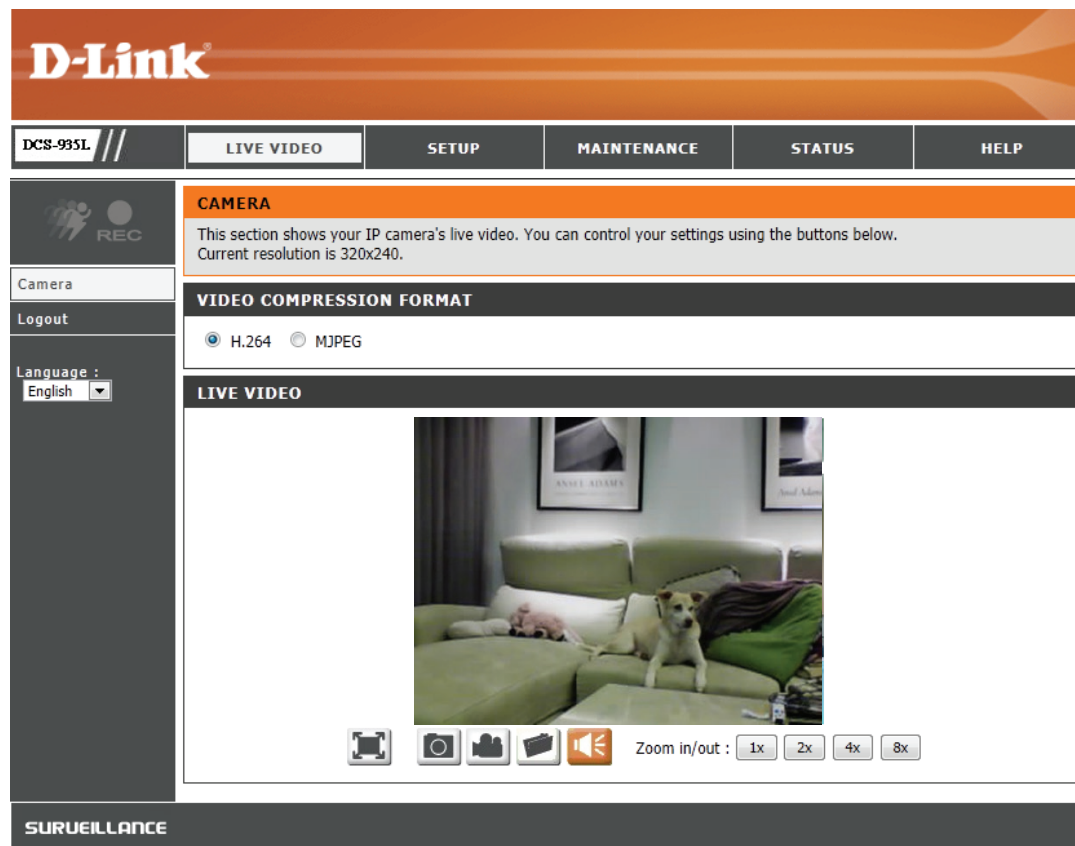 D-Link®
DCS-935L
LIVE VIDEO
SETUP
MAINTENANCE
STATUS
HELP
REC
Camera
Logout
Language :
English
CAMERA
This section shows your IP camera's live video. You can control your settings using the buttons below.
Current resolution is 320x240.
VIDEO COMPRESSION FORMAT
H.264
MJPEG
LIVE VIDEO
ANSEL ADAMS
Zoom in/out :
1x
2x
4x
8x
SURVEILLANCE